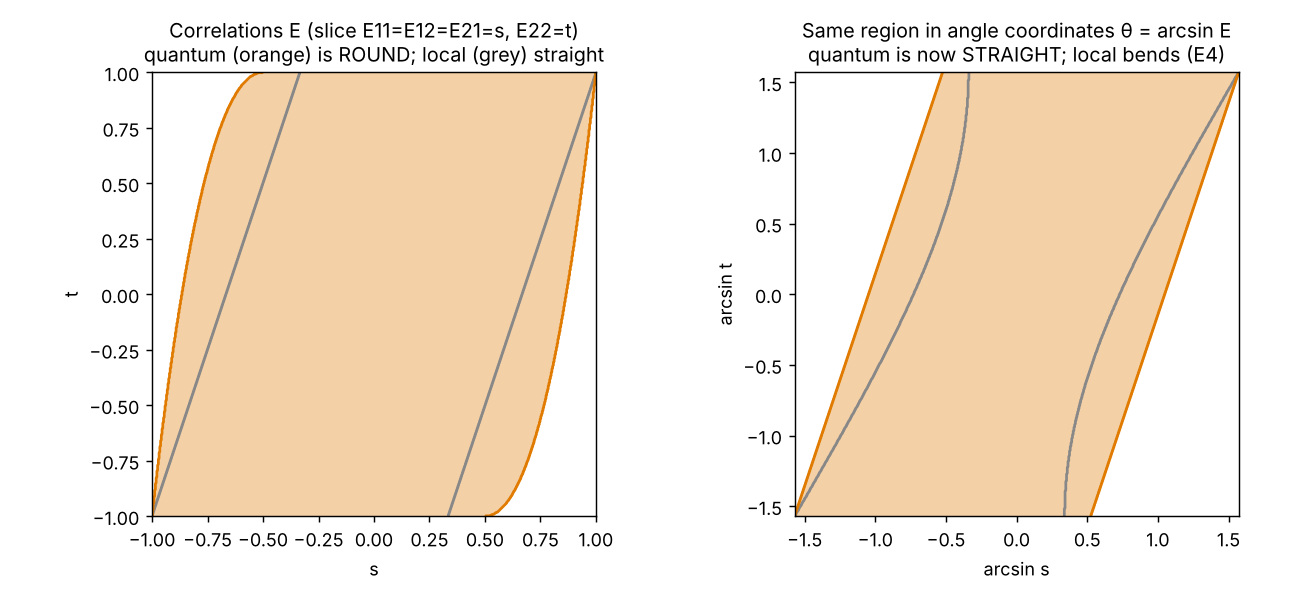 Correlations E (slice E11=E12=E21=s, E22=t)
quantum (orange) is ROUND; local (grey) straight
1.00
0.75
0.50
0.25
0.00
−0.25
−0.50
−0.75
−1.00
t
−1.00 −0.75 −0.50 −0.25 0.00 0.25 0.50 0.75 1.00
s
Same region in angle coordinates θ = arcsin E
quantum is now STRAIGHT; local bends (E4)
1.5
1.0
0.5
0.0
−0.5
−1.0
−1.5
arcsin t
−1.5 −1.0 −0.5 0.0 0.5 1.0 1.5
arcsin s